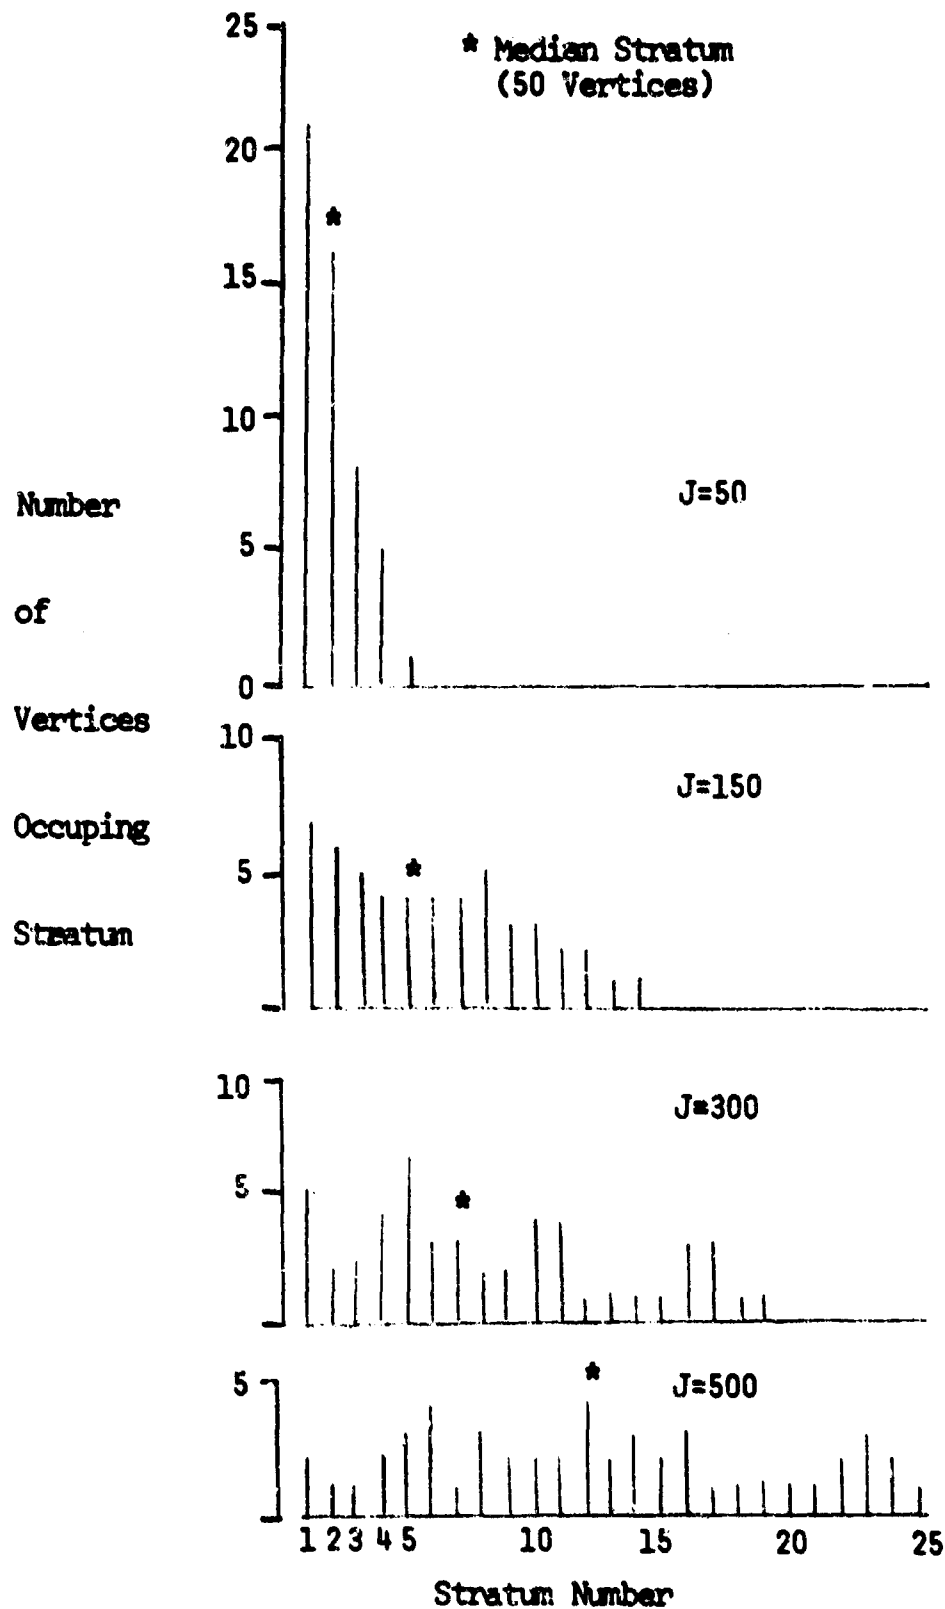 25
* Median Stratum
(50 Vertices)
20
*
15
10
J=50
5
0
Number
of
Vertices
Occuping
Stratum
10
J=150
5
*
10
J=300
5
*
5
*
J=500
1 2 3 4 5 10 15 20 25
Stratum Number